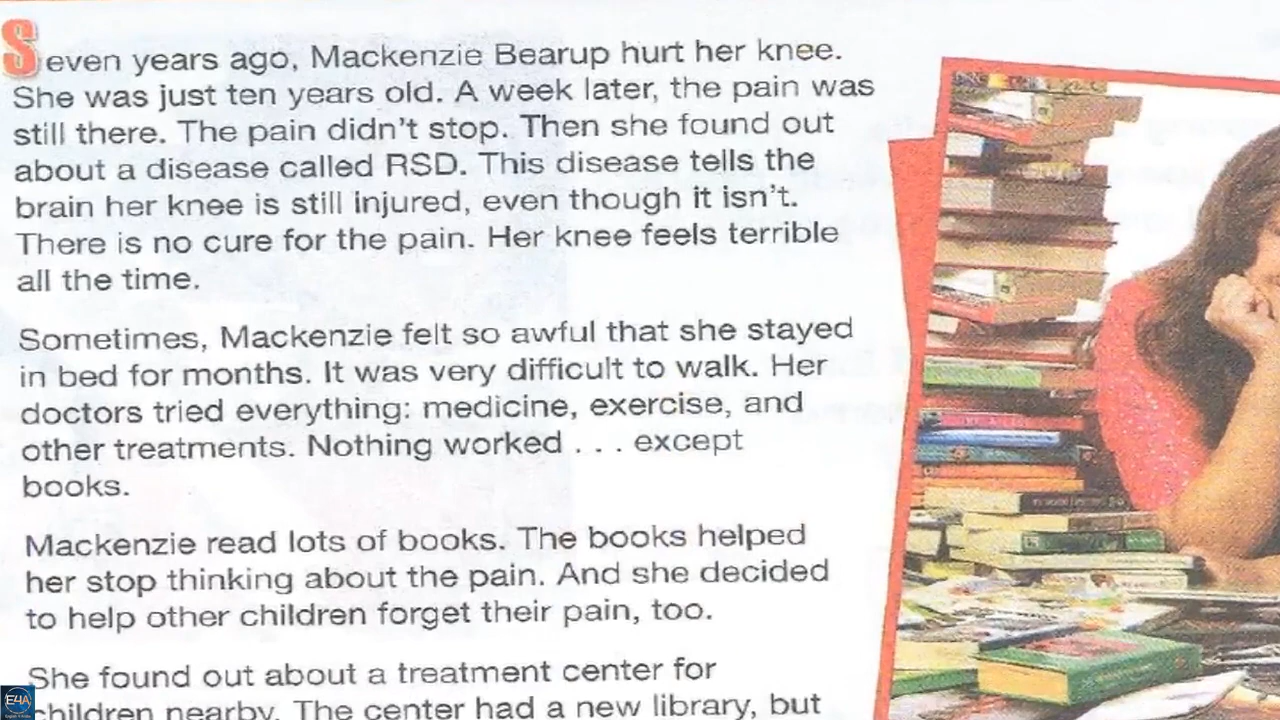 Seven years ago, Mackenzie Bearup hurt her knee.
She was just ten years old. A week later, the pain was
still there. The pain didn't stop. Then she found out
about a disease called RSD. This disease tells the
brain her knee is still injured, even though it isn't.
There is no cure for the pain. Her knee feels terrible
all the time.
Sometimes, Mackenzie felt so awful that she stayed
in bed for months. It was very difficult to walk. Her
doctors tried everything: medicine, exercise, and
other treatments. Nothing worked . . . except
books.
Mackenzie read lots of books. The books helped
her stop thinking about the pain. And she decided
to help other children forget their pain, too.
She found out about a treatment center for
children nearby. The center had a new library, but
E4A